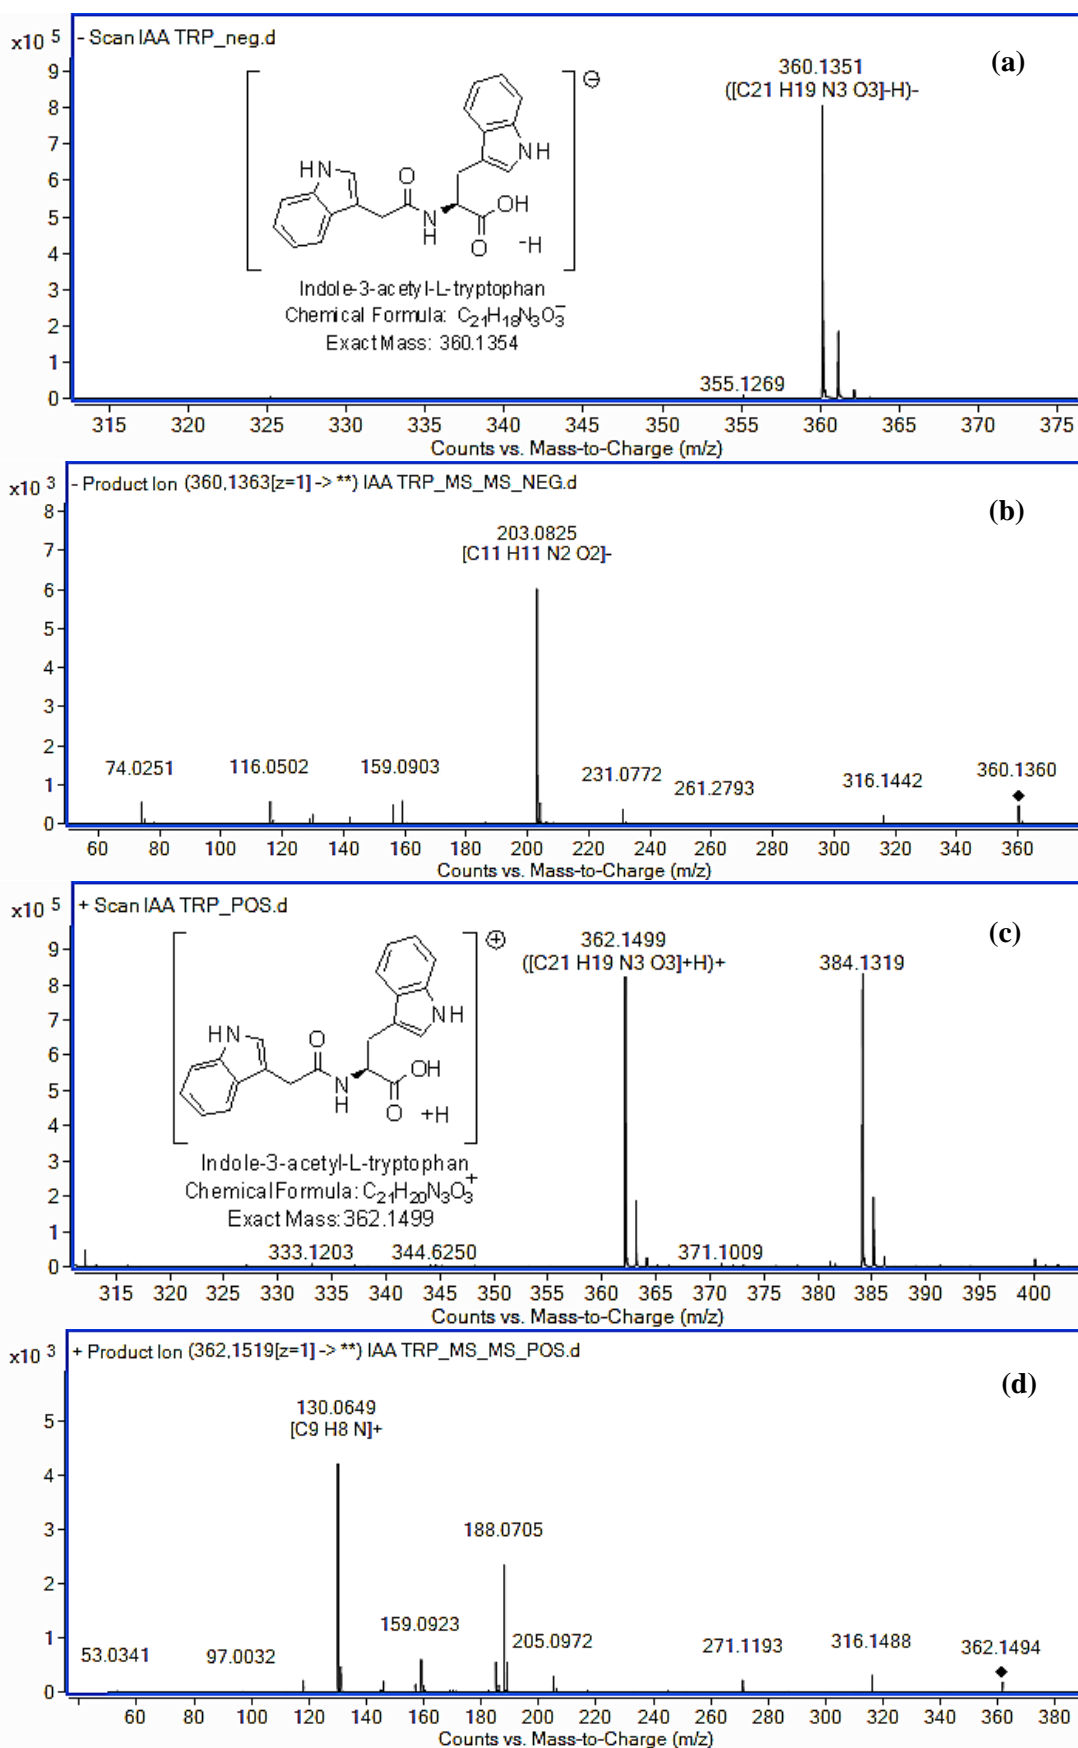 x10 5
- Scan IAA TRP_neg.d
(a)
360.1351
([C21 H19 N3 O3]-H)-
9
8
7
6
5
4
3
2
1
0
HN
O
N
H
NH
OH
O
-H
Indole-3-acetyl-L-tryptophan
Chemical Formula: C21H18N3O3−
Exact Mass: 360.1354
355.1269
315 320 325 330 335 340 345 350 355 360 365 370 375
Counts vs. Mass-to-Charge (m/z)
x10 3
- Product Ion (360,1363[z=1] -> **) IAA TRP_MS_MS_NEG.d
(b)
203.0825
[C11 H11 N2 O2]-
8
7
6
5
4
3
2
1
0
74.0251 116.0502 159.0903 231.0772 261.2793 316.1442 360.1360
60 80 100 120 140 160 180 200 220 240 260 280 300 320 340 360
Counts vs. Mass-to-Charge (m/z)
x10 5
+ Scan IAA TRP_POS.d
(c)
362.1499
([C21 H19 N3 O3]+H)+
384.1319
9
8
7
6
5
4
3
2
1
0
HN
O
N
H
NH
OH
O
+H
Indole-3-acetyl-L-tryptophan
Chemical Formula: C21H20N3O3+
Exact Mass: 362.1499
333.1203 344.6250 371.1009
315 320 325 330 335 340 345 350 355 360 365 370 375 380 385 390 395 400
Counts vs. Mass-to-Charge (m/z)
x10 3
+ Product Ion (362,1519[z=1] -> **) IAA TRP_MS_MS_POS.d
(d)
130.0649
[C9 H8 N]+
5
4
3
2
1
0
188.0705
53.0341 97.0032 159.0923 205.0972 271.1193 316.1488 362.1494
60 80 100 120 140 160 180 200 220 240 260 280 300 320 340 360 380
Counts vs. Mass-to-Charge (m/z)